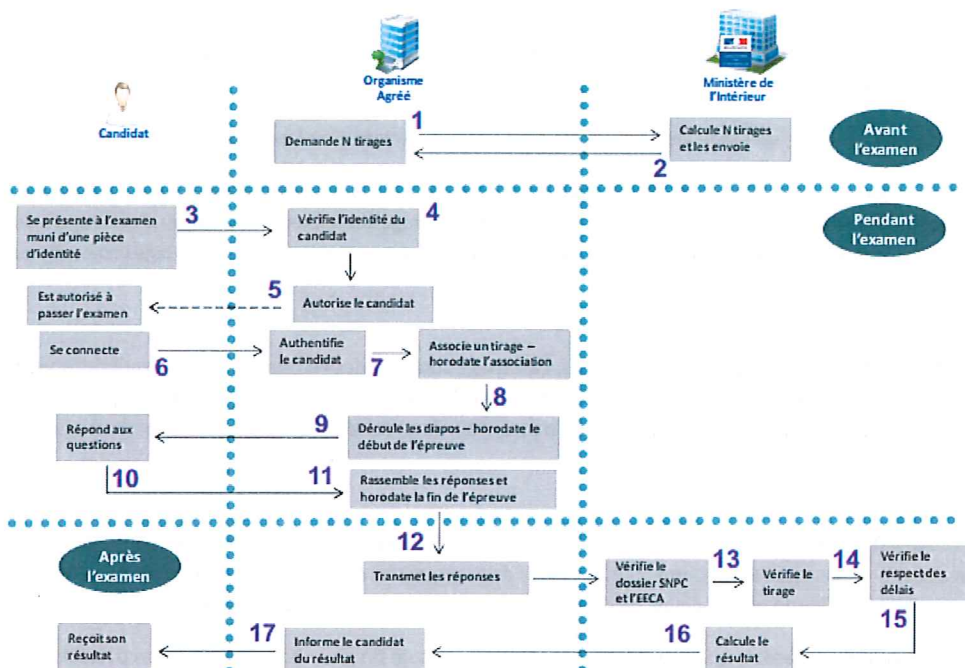 Organisme
Agréé
Ministère de
l'Intérieur
Candidat
Demande N tirages
1
2
Calcule N tirages
et les envoie
Avant
l'examen
Se présente à l'examen
muni d'une pièce
d'identité
3
Vérifie l'identité du
candidat
4
Pendant
l'examen
Est autorisé à
passer l'examen
5
Autorise le candidat
Se connecte
6
Authentifie
le candidat
7
Associe un tirage –
horodate l'association
8
Répond aux
questions
9
Déroule les diapos – horodate le
début de l'épreuve
10
11
Rassemble les réponses et
horodate la fin de l'épreuve
12
Après
l'examen
Transmet les réponses
Vérifie le
dossier SNPC
et l'EECA
13
Vérifie le
tirage
14
Vérifie le
respect des
délais
15
Reçoit son
résultat
17
Informe le candidat
du résultat
16
Calcule le
résultat